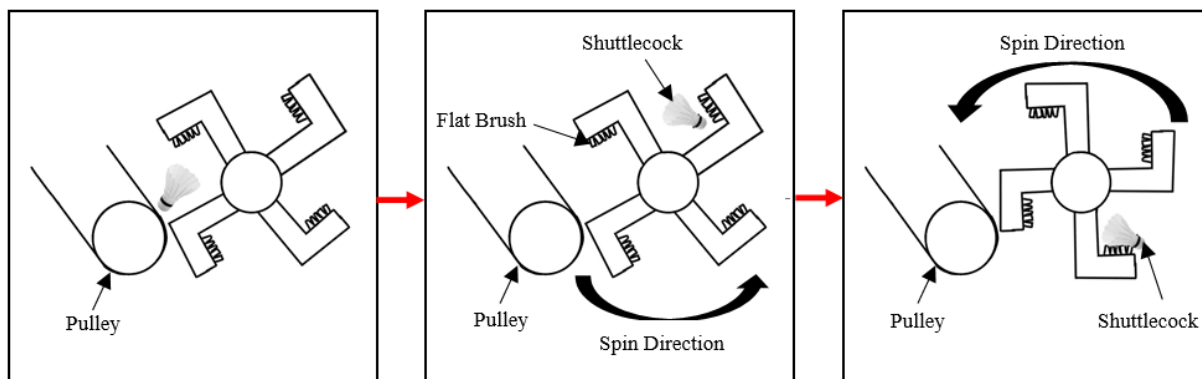 Pulley
Shuttlecock
Flat Brush
Pulley
Spin Direction
Spin Direction
Pulley
Shuttlecock